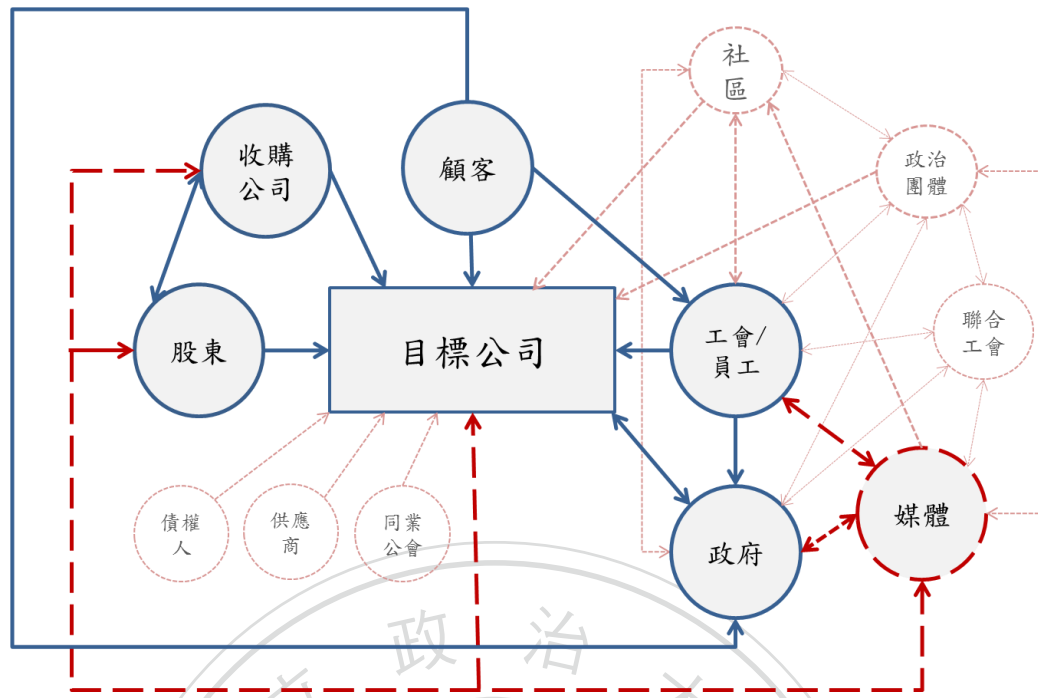 社
區
收購
公司
顧客
政治
團體
股東
目標公司
工會/
員工
聯合
工會
債權
人
供應
商
同業
公會
政府
媒體
政 治